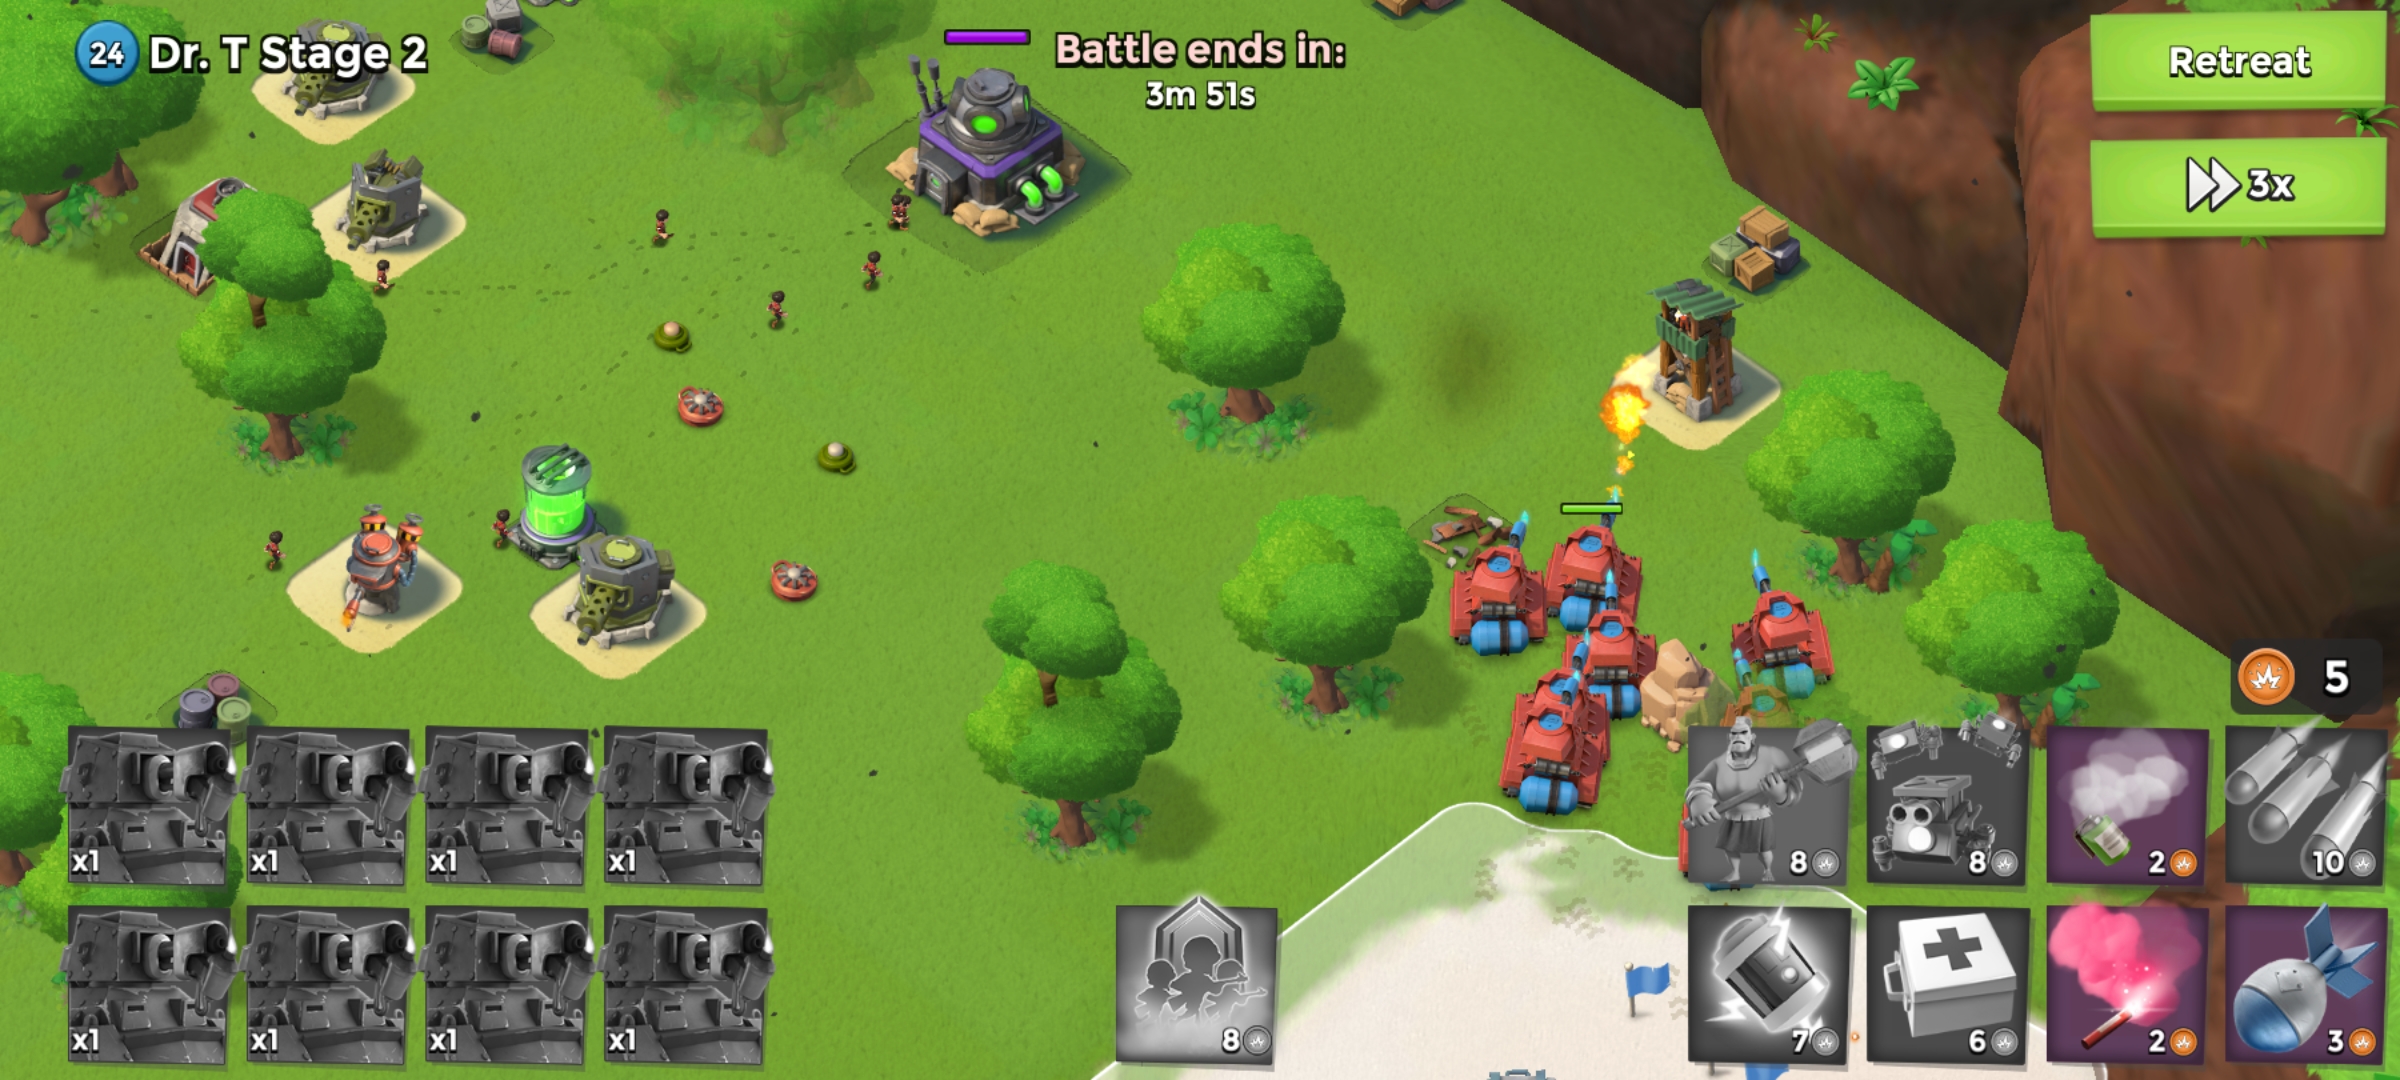 24 Dr. T Stage 2
Battle ends in:
3m 51s
Retreat
3x
5
x1 x1 x1 x1
8 8 2 10
x1 x1 x1 x1
8
7 6 2 3